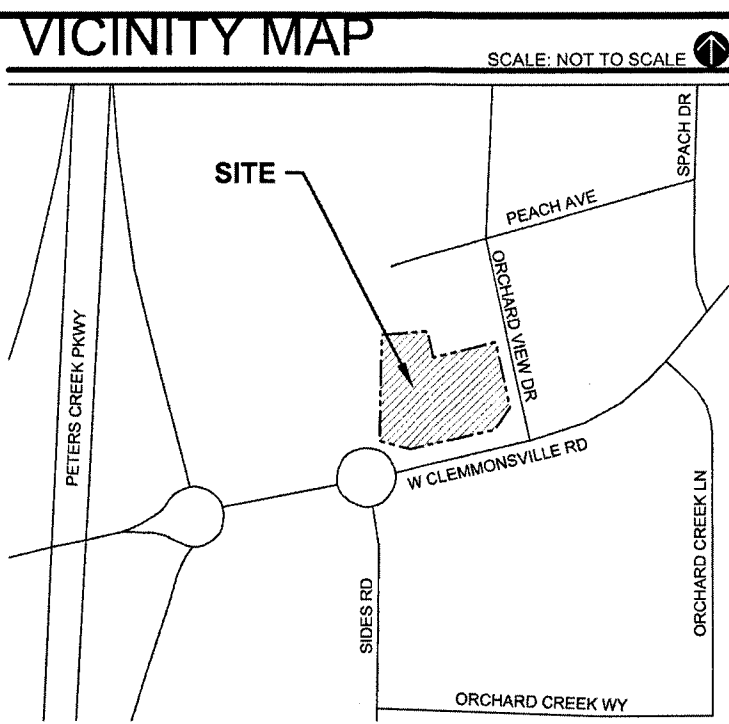 VICINITY MAP
SCALE: NOT TO SCALE
SPACH DR
SITE
PEACH AVE
ORCHARD VIEW DR
PETERS CREEK PKWY
W CLEMMONSVILLE RD
ORCHARD CREEK LN
SIDES RD
ORCHARD CREEK WY